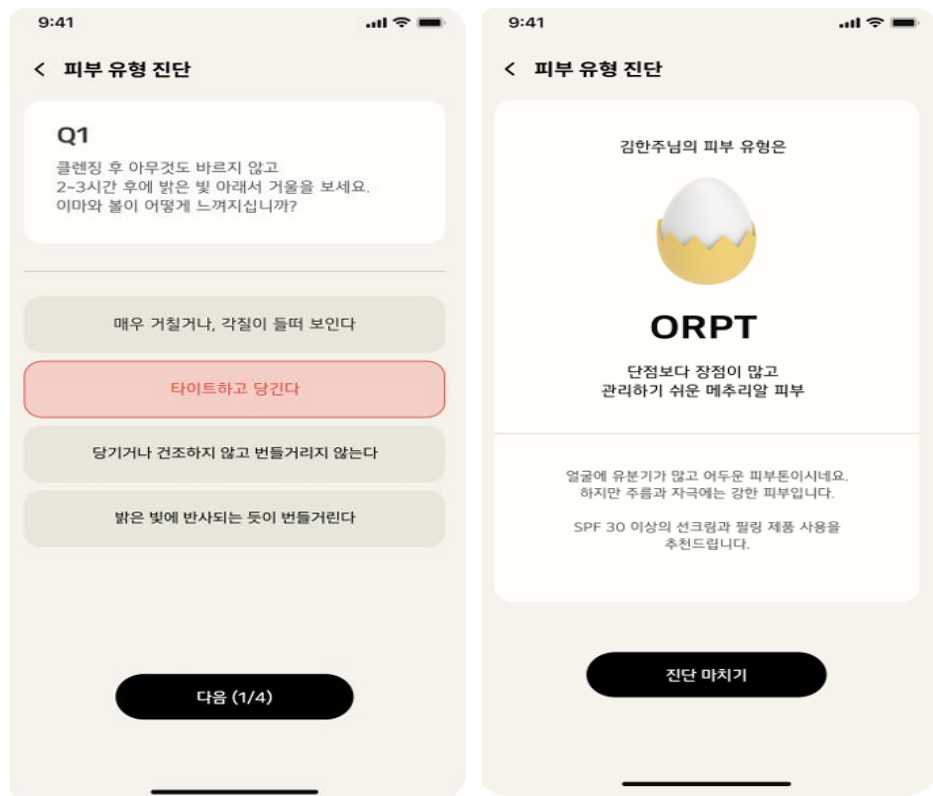 9:41
피부 유형 진단
Q1
클렌징 후 아무것도 바르지 않고
2~3시간 후에 밝은 빛 아래서 거울을 보세요.
이마와 볼이 어떻게 느껴지십니까?
매우 거칠거나, 각질이 들떠 보인다
타이트하고 당긴다
당기거나 건조하지 않고 번들거리지 않는다
밝은 빛에 반사되는 듯이 번들거린다
다음 (1/4)
9:41
피부 유형 진단
김한주님의 피부 유형은
ORPT
단점보다 장점이 많고
관리하기 쉬운 메추리알 피부
얼굴에 유분기가 많고 어두운 피부톤이시네요.
하지만 주름과 자극에는 강한 피부입니다.
SPF 30 이상의 선크림과 필링 제품 사용을
추천드립니다.
진단 마치기